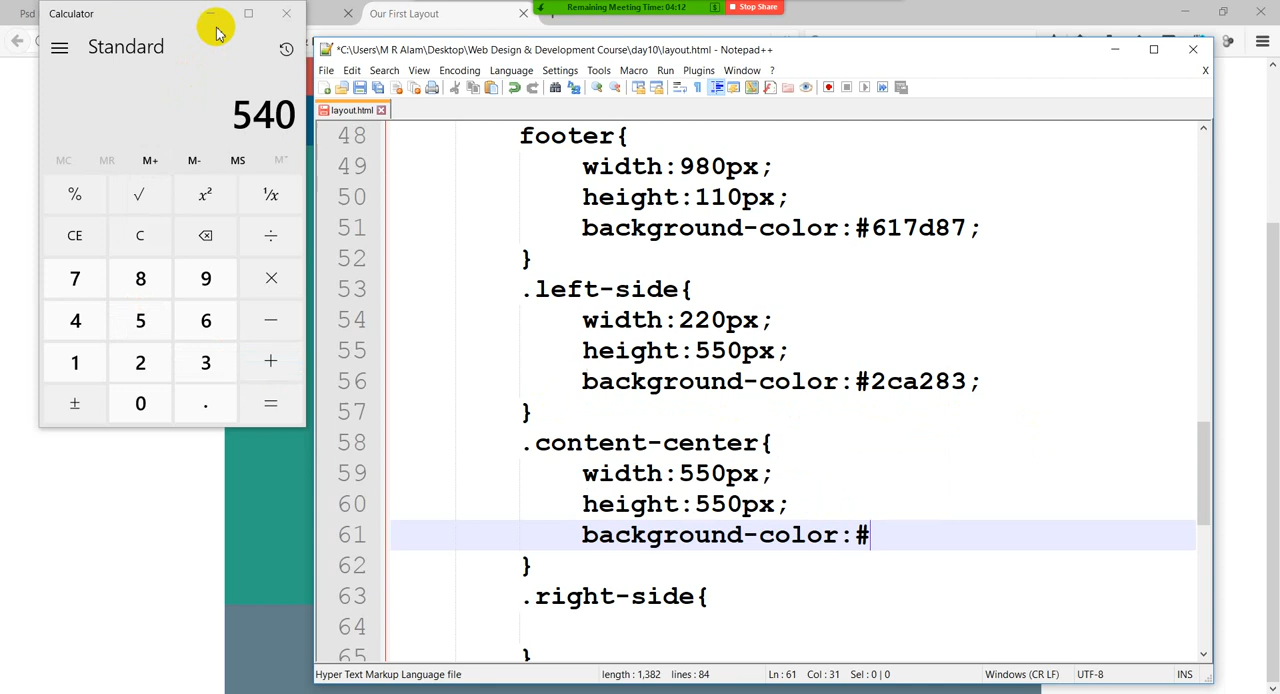 Calculator
Standard
540
MC MR M+ M- MS
% √ x² ¹/x
CE C ÷
7 8 9 ×
4 5 6 −
1 2 3 +
± 0 . =
Psd
Our First Layout
Remaining Meeting Time: 04:12
Stop Share
*C:\Users\M R Alam\Desktop\Web Design & Development Course\day10\layout.html - Notepad++
File Edit Search View Encoding Language Settings Tools Macro Run Plugins Window ? X
layout.html
48 footer{
49 width:980px;
50 height:110px;
51 background-color:#617d87;
52 }
53 .left-side{
54 width:220px;
55 height:550px;
56 background-color:#2ca283;
57 }
58 .content-center{
59 width:550px;
60 height:550px;
61 background-color:#
62 }
63 .right-side{
64
65 }
Hyper Text Markup Language file length : 1,382 lines : 84 Ln : 61 Col : 31 Sel : 0 | 0 Windows (CR LF) UTF-8 INS